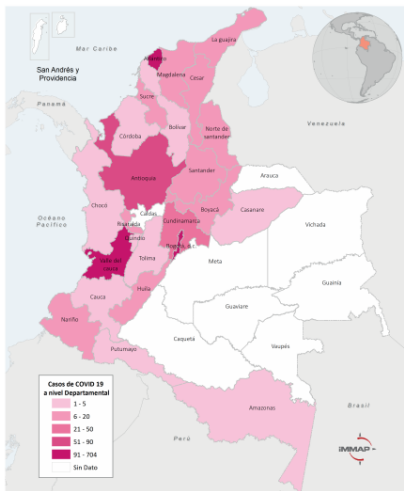 Mar Caribe
La guajira
San Andrés y
Providencia
Magdalena
Cesar
Sucre
Panamá
Venezuela
Córdoba
Bolívar
Norte de
santander
Antioquia
Santander
Arauca
Chocó
Boyacá
Casanare
Caldas
Cundinamarca
Vichada
Océano
Pacífico
Risaralda
Quindio
Bogotá, d.c.
Valle del
cauca
Tolima
Meta
Guainía
Cauca
Huila
Guaviare
Nariño
Caquetá
Vaupés
Putumayo
Casos de COVID 19
a nivel Departamental
1 - 5
6 - 20
21 - 50
51 - 90
91 - 704
Sin Dato
Amazonas
Brasil
Perú
iMMAP